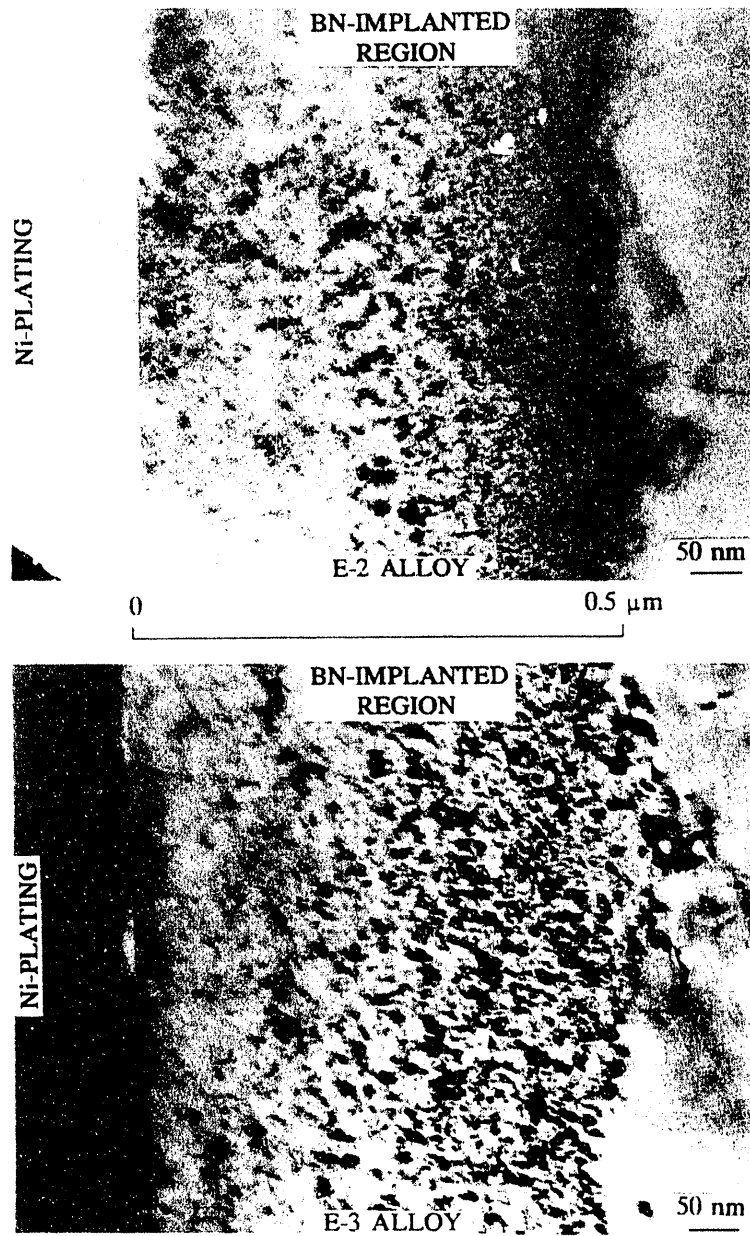 BN-IMPLANTED
REGION
Ni-PLATING
E-2 ALLOY
50 nm
0
0.5 μm
BN-IMPLANTED
REGION
Ni-PLATING
E-3 ALLOY
50 nm